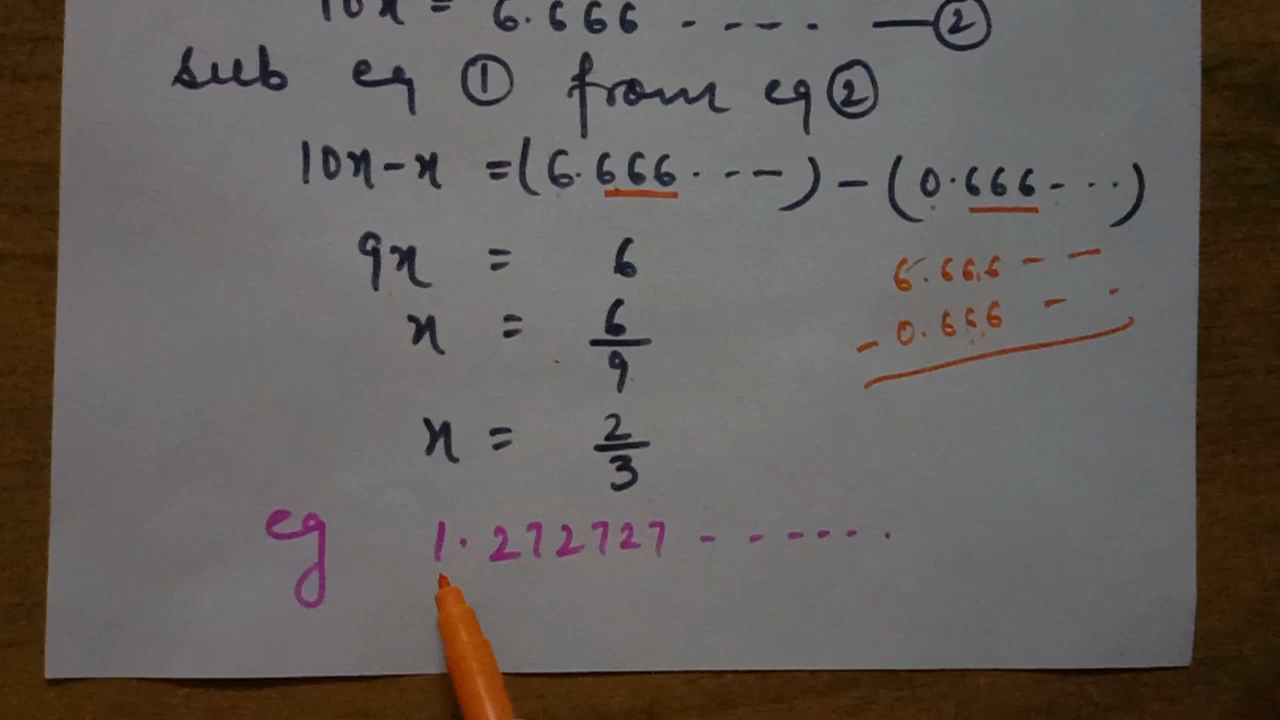 10x = 6.666 - - - - . — ②
sub eq ① from eq ②
10x - x = (6.666 . - - - ) - (0.666 - . . . )
9x = 6
x = 6/9
x = 2/3
6.666 - -
- 0.666 - .
eg 1.272727 - - - - - - - .